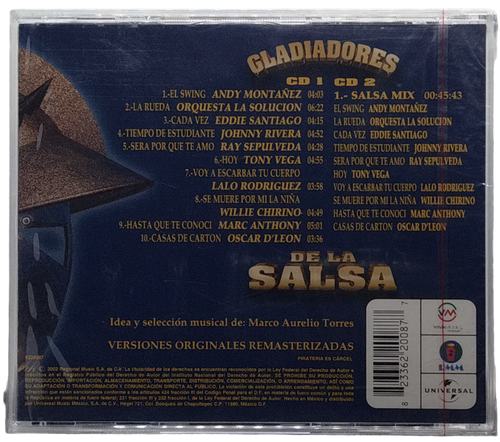 GLADIADORES
CD 1 CD 2
1.-EL SWING ANDY MONTAÑEZ 04:03
2.-LA RUEDA ORQUESTA LA SOLUCION 06:22
3.-CADA VEZ EDDIE SANTIAGO 04:15
4.-TIEMPO DE ESTUDIANTE JOHNNY RIVERA 04:52
5.-SERA POR QUE TE AMO RAY SEPULVEDA 04:28
6.-HOY TONY VEGA 04:55
7.-VOY A ESCARBAR TU CUERPO
LALO RODRIGUEZ 03:58
8.-SE MUERE POR MI LA NIÑA
WILLIE CHIRINO 04:49
9.-HASTA QUE TE CONOCI MARC ANTHONY 05:01
10.-CASAS DE CARTON OSCAR D'LEON 03:36
1.- SALSA MIX 00:45:43
EL SWING ANDY MONTAÑEZ
LA RUEDA ORQUESTA LA SOLUCION
CADA VEZ EDDIE SANTIAGO
TIEMPO DE ESTUDIANTE JOHNNY RIVERA
SERA POR QUE TE AMO RAY SEPULVEDA
HOY TONY VEGA
VOY A ESCARBAR TU CUERPO LALO RODRIGUEZ
SE MUERE POR MI LA NIÑA WILLIE CHIRINO
HASTA QUE TE CONOCI MARC ANTHONY
CASAS DE CARTON OSCAR D'LEON
DE LA
SALSA
Idea y selección musical de: Marco Aurelio Torres
VERSIONES ORIGINALES REMASTERIZADAS
PIRATERIA ES CÁRCEL
8 22362 20087 7
VM
UNIVERSAL